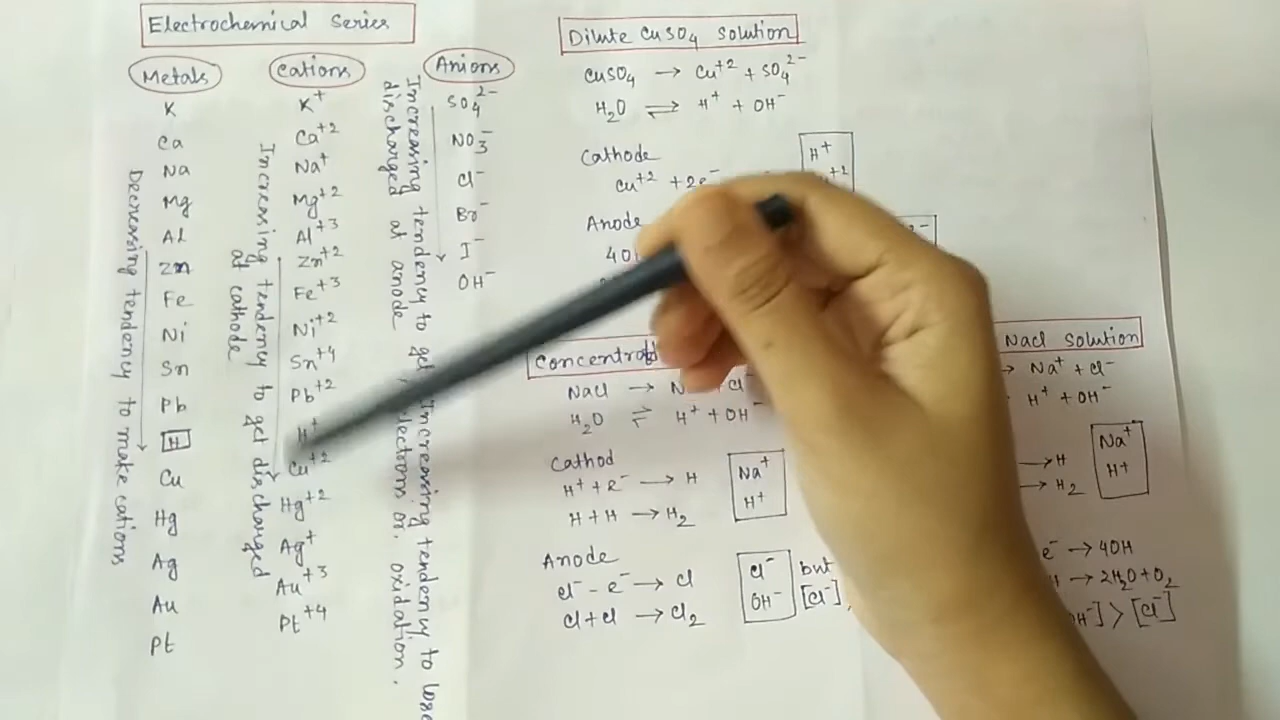 Electrochemical Series
Metals
K
Ca
Na
Mg
Al
Zn
Fe
Ni
Sn
Pb
H
Cu
Hg
Ag
Au
Pt
Decreasing tendency to make cations
Cations
K⁺
Ca⁺²
Na⁺
Mg⁺²
Al⁺³
Zn⁺²
Fe⁺³
Ni⁺²
Sn⁺⁴
Pb⁺²
H⁺
Cu⁺²
Hg⁺²
Ag⁺
Au⁺³
Pt⁺⁴
Increasing tendency to get discharged
at cathode
Anions
SO₄²⁻
NO₃⁻
Cl⁻
Br⁻
I⁻
OH⁻
Increasing tendency to get
discharged at anode
Increasing tendency to lose
electrons or oxidation.
Dilute CuSO₄ solution
CuSO₄ → Cu⁺² + SO₄²⁻
H₂O ⇌ H⁺ + OH⁻
Cathode
Cu⁺² + 2e⁻
H⁺
Anode
NaCl →
H₂O ⇌ H⁺ + OH⁻
Cathod
H⁺ + e⁻ → H
H + H → H₂
Na⁺
H⁺
Anode
Cl⁻ - e⁻ → Cl
Cl + Cl → Cl₂
Cl⁻
OH⁻
but
[Cl⁻]
NaCl solution
→ Na⁺ + Cl⁻
H⁺ + OH⁻
→ H
→ H₂
Na⁺
H⁺
e⁻ → 4OH
→ 2H₂O + O₂
] > [Cl⁻]